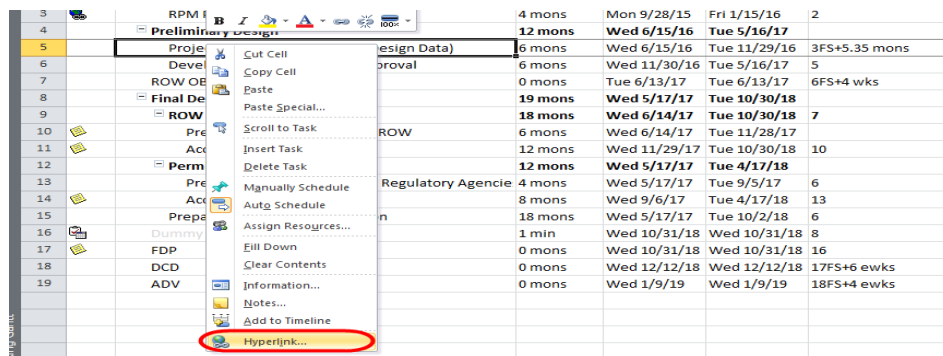 3 RPM 4 mons Mon 9/28/15 Fri 1/15/16 2
B I 100%
4 Preliminary Design 12 mons Wed 6/15/16 Tue 5/16/17
5 Proje esign Data) 6 mons Wed 6/15/16 Tue 11/29/16 3FS+5.35 mons
Cut Cell
6 Devel proval 6 mons Wed 11/30/16 Tue 5/16/17 5
Copy Cell
7 ROW OB 0 mons Tue 6/13/17 Tue 6/13/17 6FS+4 wks
Paste
8 Final De 19 mons Wed 5/17/17 Tue 10/30/18
Paste Special...
9 ROW 18 mons Wed 6/14/17 Tue 10/30/18 7
Scroll to Task
10 Pre ROW 6 mons Wed 6/14/17 Tue 11/28/17
Insert Task
11 Acc 12 mons Wed 11/29/17 Tue 10/30/18 10
Delete Task
12 Perm 12 mons Wed 5/17/17 Tue 4/17/18
Manually Schedule
13 Pre Regulatory Agencie 4 mons Wed 5/17/17 Tue 9/5/17 6
Auto Schedule
14 Acc 8 mons Wed 9/6/17 Tue 4/17/18 13
15 Prepa n 18 mons Wed 5/17/17 Tue 10/2/18 6
Assign Resources...
16 Dummy 1 min Wed 10/31/18 Wed 10/31/18 8
Fill Down
17 FDP 0 mons Wed 10/31/18 Wed 10/31/18 16
Clear Contents
18 DCD 0 mons Wed 12/12/18 Wed 12/12/18 17FS+6 ewks
Information...
19 ADV 0 mons Wed 1/9/19 Wed 1/9/19 18FS+4 ewks
Notes...
Add to Timeline
Hyperlink...